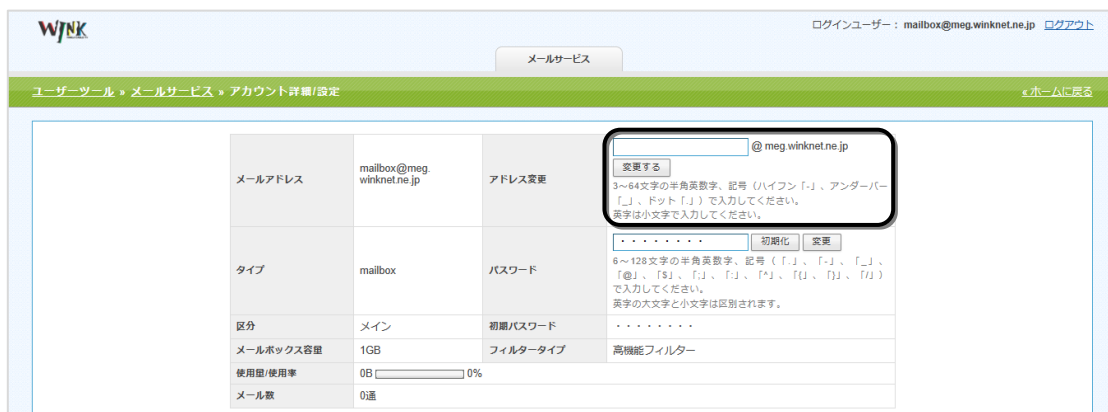 WINK
ログインユーザー： mailbox@meg.winknet.ne.jp ログアウト
メールサービス
ユーザーツール » メールサービス » アカウント詳細/設定
«ホームに戻る
メールアドレス
mailbox@meg.
winknet.ne.jp
アドレス変更
@ meg.winknet.ne.jp
変更する
3～64文字の半角英数字、記号（ハイフン「-」、アンダーバー
「_」、ドット「.」）で入力してください。
英字は小文字で入力してください。
タイプ
mailbox
パスワード
・・・・・・・・ 初期化 変更
6～128文字の半角英数字、記号（「.」、「-」、「_」、
「@」、「$」、「;」、「:」、「^」、「{」、「}」、「/」）
で入力してください。
英字の大文字と小文字は区別されます。
区分
メイン
初期パスワード
・・・・・・・・
メールボックス容量
1GB
フィルタータイプ
高機能フィルター
使用量/使用率
0B 0%
メール数
0通